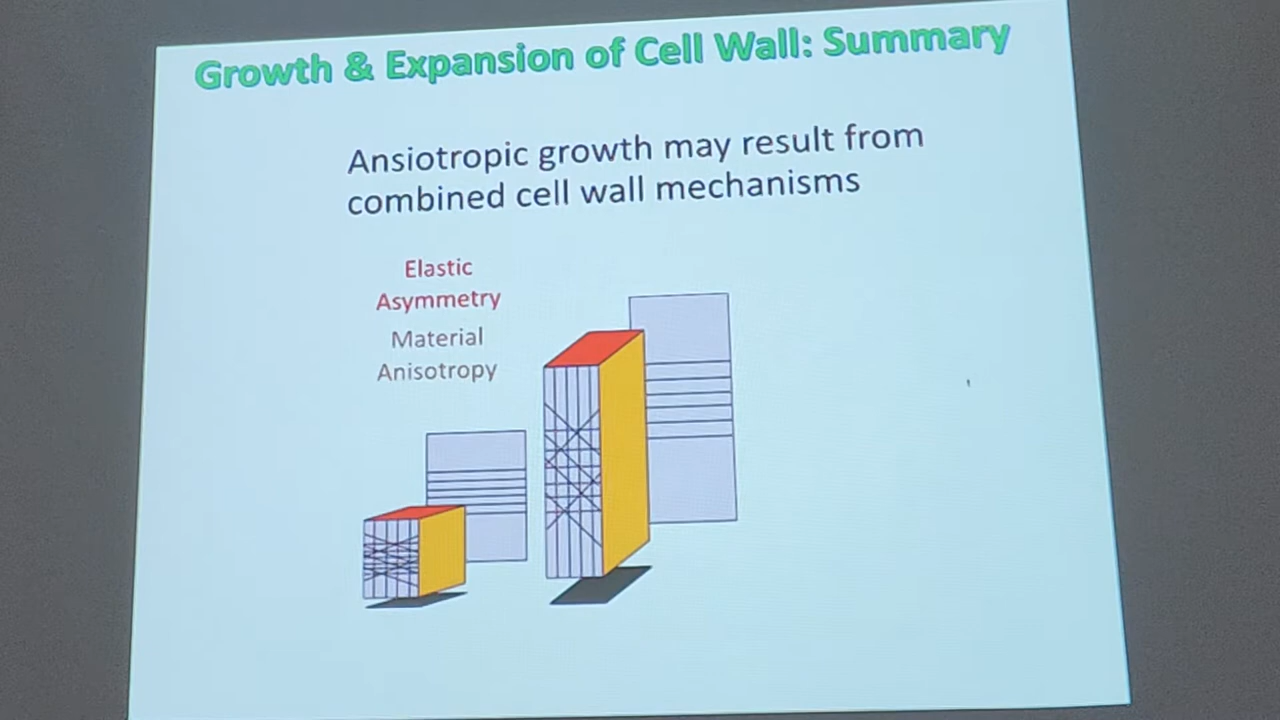 Growth & Expansion of Cell Wall: Summary
Ansiotropic growth may result from
combined cell wall mechanisms
Elastic
Asymmetry
Material
Anisotropy